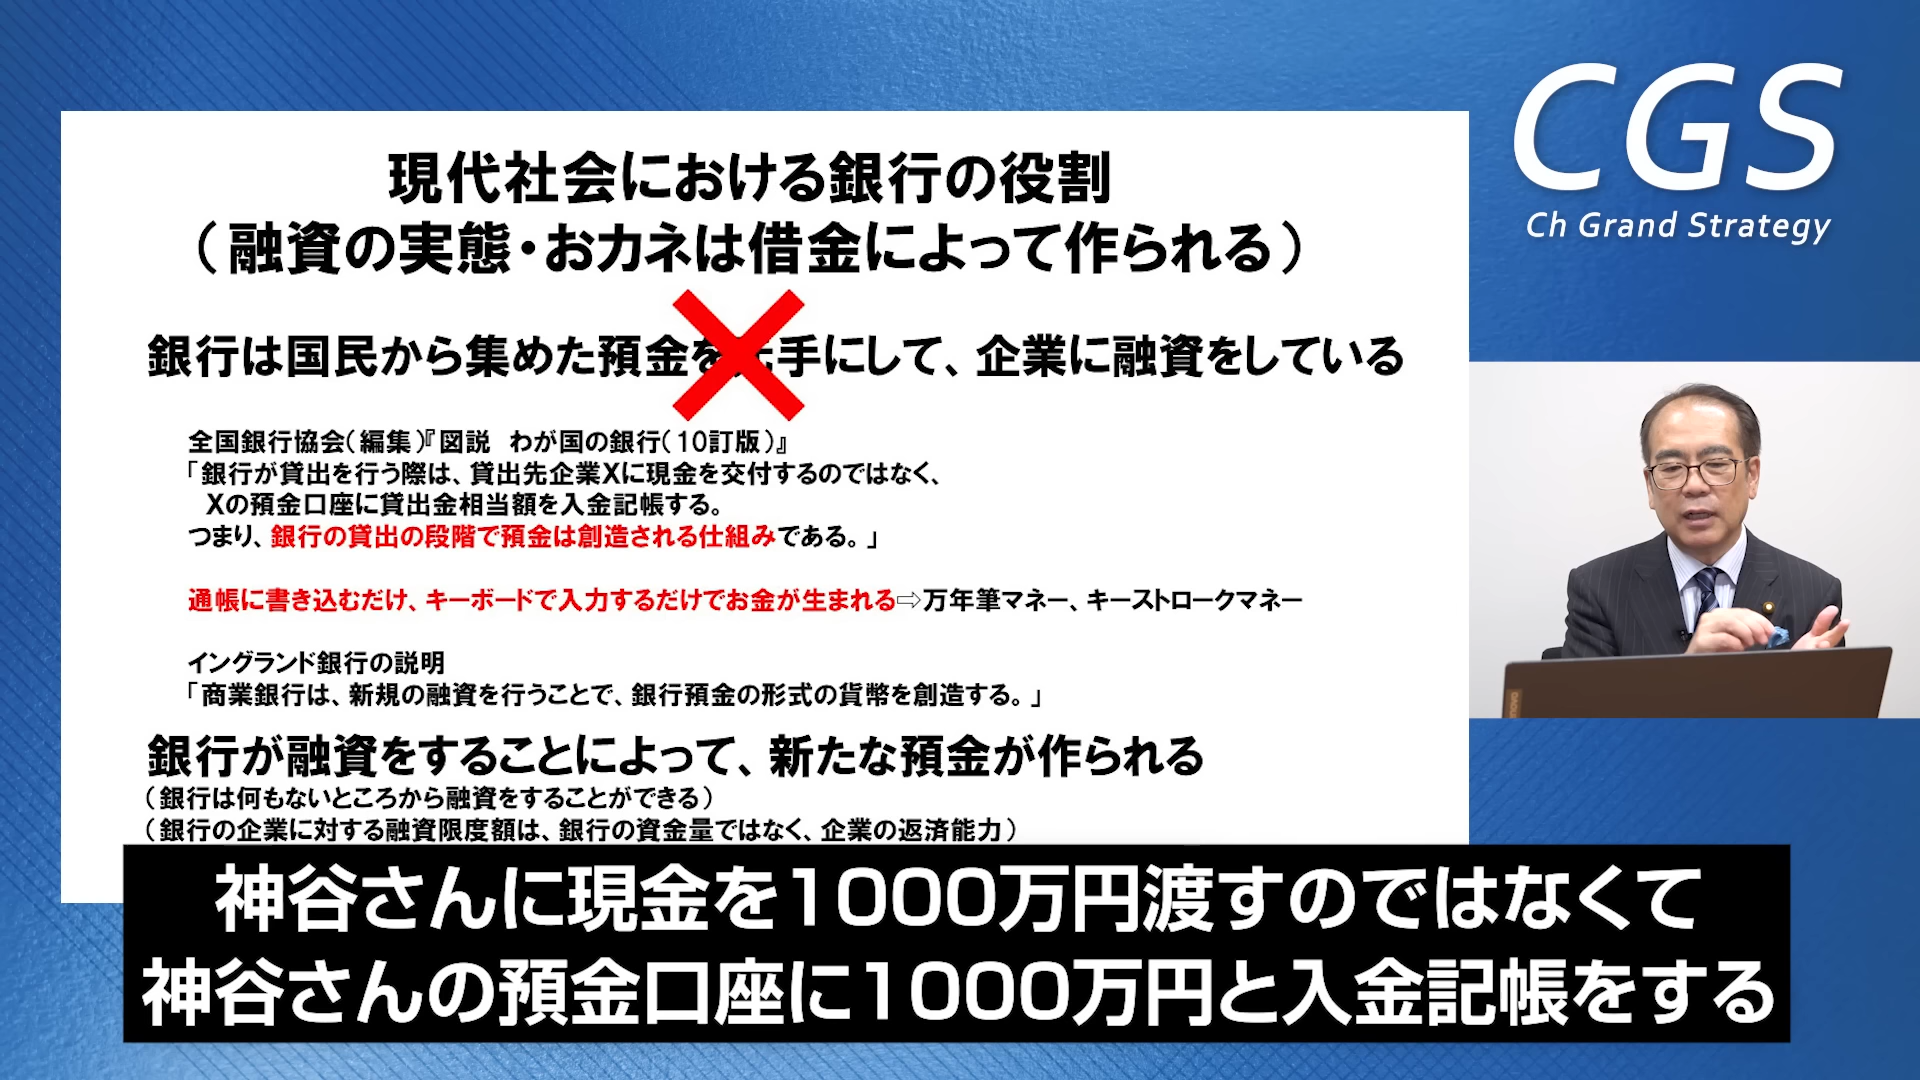 CGS
Ch Grand Strategy
現代社会における銀行の役割
（融資の実態・おカネは借金によって作られる）
銀行は国民から集めた預金を手にして、企業に融資をしている
全国銀行協会（編集）『図説　わが国の銀行（10訂版）』
「銀行が貸出を行う際は、貸出先企業Xに現金を交付するのではなく、
Xの預金口座に貸出金相当額を入金記帳する。
つまり、銀行の貸出の段階で預金は創造される仕組みである。」
通帳に書き込むだけ、キーボードで入力するだけでお金が生まれる⇨万年筆マネー、キーストロークマネー
イングランド銀行の説明
「商業銀行は、新規の融資を行うことで、銀行預金の形式の貨幣を創造する。」
銀行が融資をすることによって、新たな預金が作られる
（銀行は何もないところから融資をすることができる）
（銀行の企業に対する融資限度額は、銀行の資金量ではなく、企業の返済能力）
神谷さんに現金を1000万円渡すのではなくて
神谷さんの預金口座に1000万円と入金記帳をする